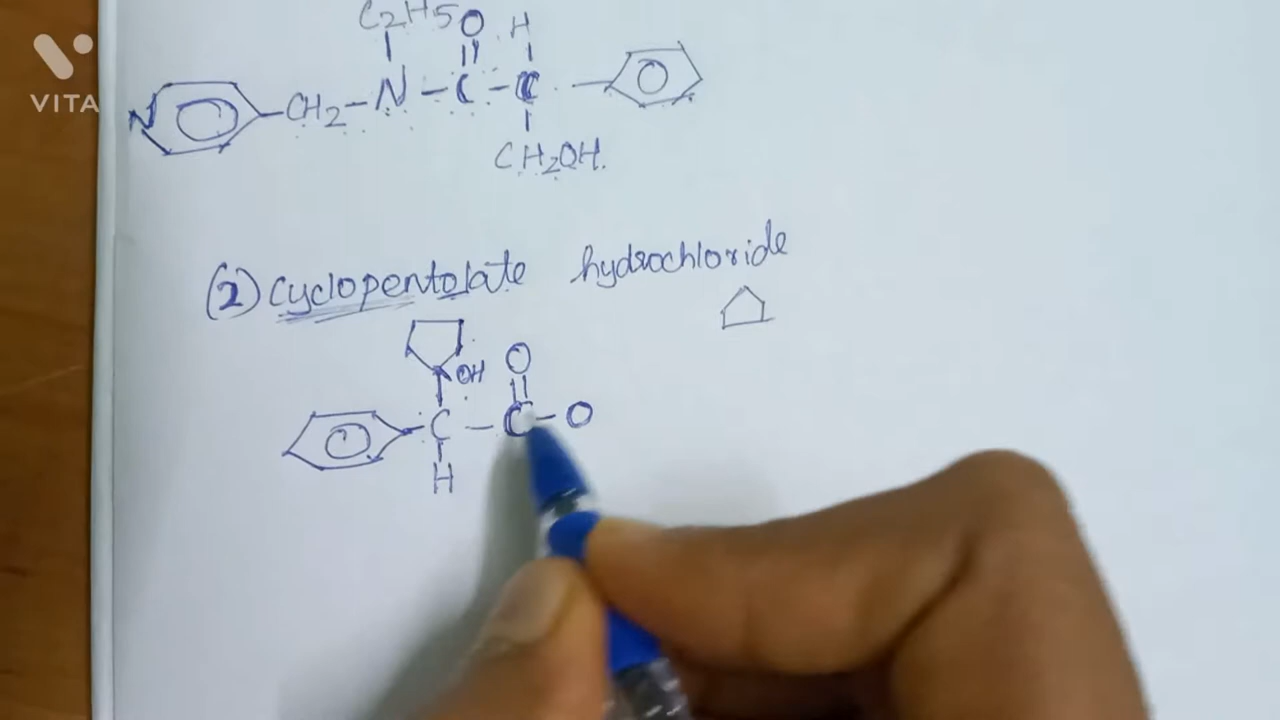 VITA
C2H5 O H
N CH2-N-C-C
CH2OH.
(2) Cyclopentolate hydrochloride
OH O
C-C-O
H